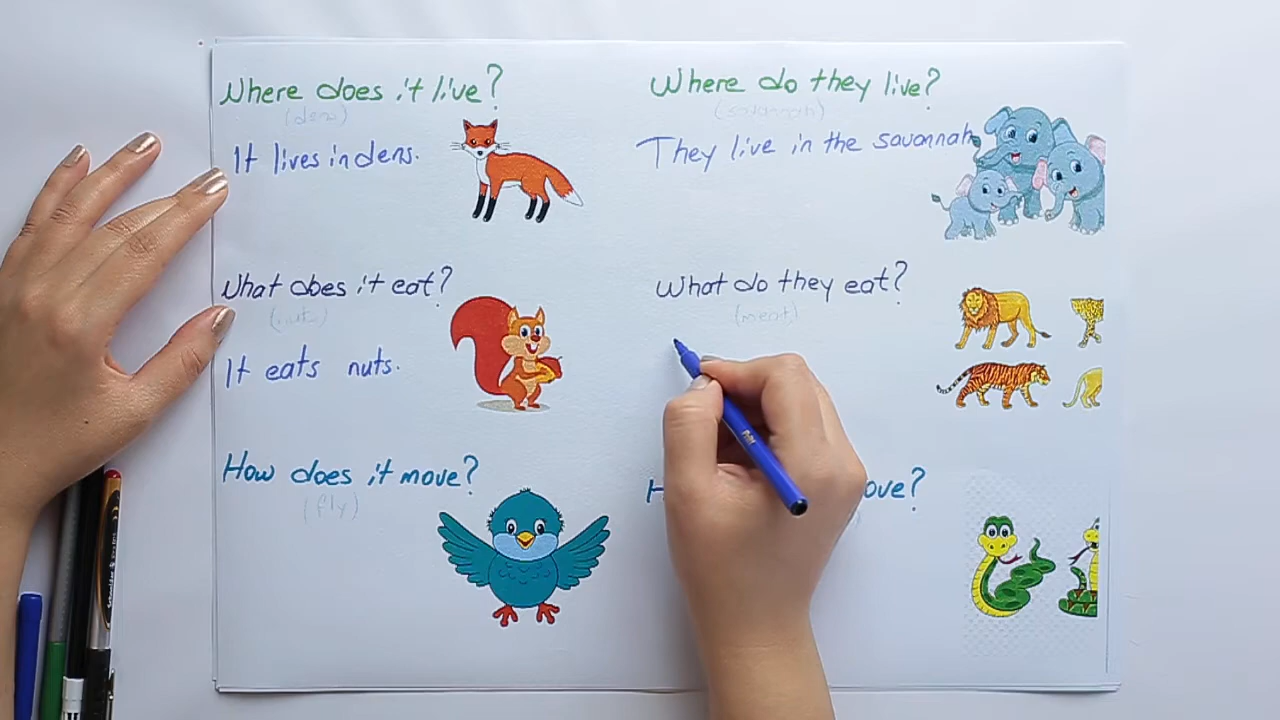 Where does it live?
(den)
It lives in dens.
What does it eat?
(nuts)
It eats nuts.
How does it move?
(fly)
Where do they live?
(savannah)
They live in the savannah
What do they eat?
(meat)
H
ove?